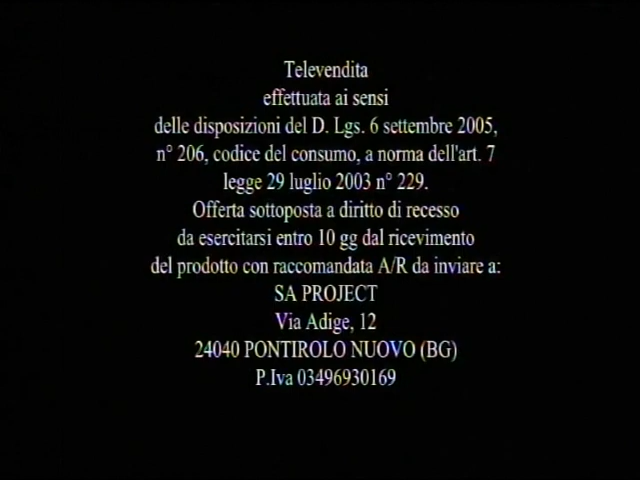 Televendita
effettuata ai sensi
delle disposizioni del D. Lgs. 6 settembre 2005,
n° 206, codice del consumo, a norma dell'art. 7
legge 29 luglio 2003 n° 229.
Offerta sottoposta a diritto di recesso
da esercitarsi entro 10 gg dal ricevimento
del prodotto con raccomandata A/R da inviare a:
SA PROJECT
Via Adige, 12
24040 PONTIROLO NUOVO (BG)
P.Iva 03496930169